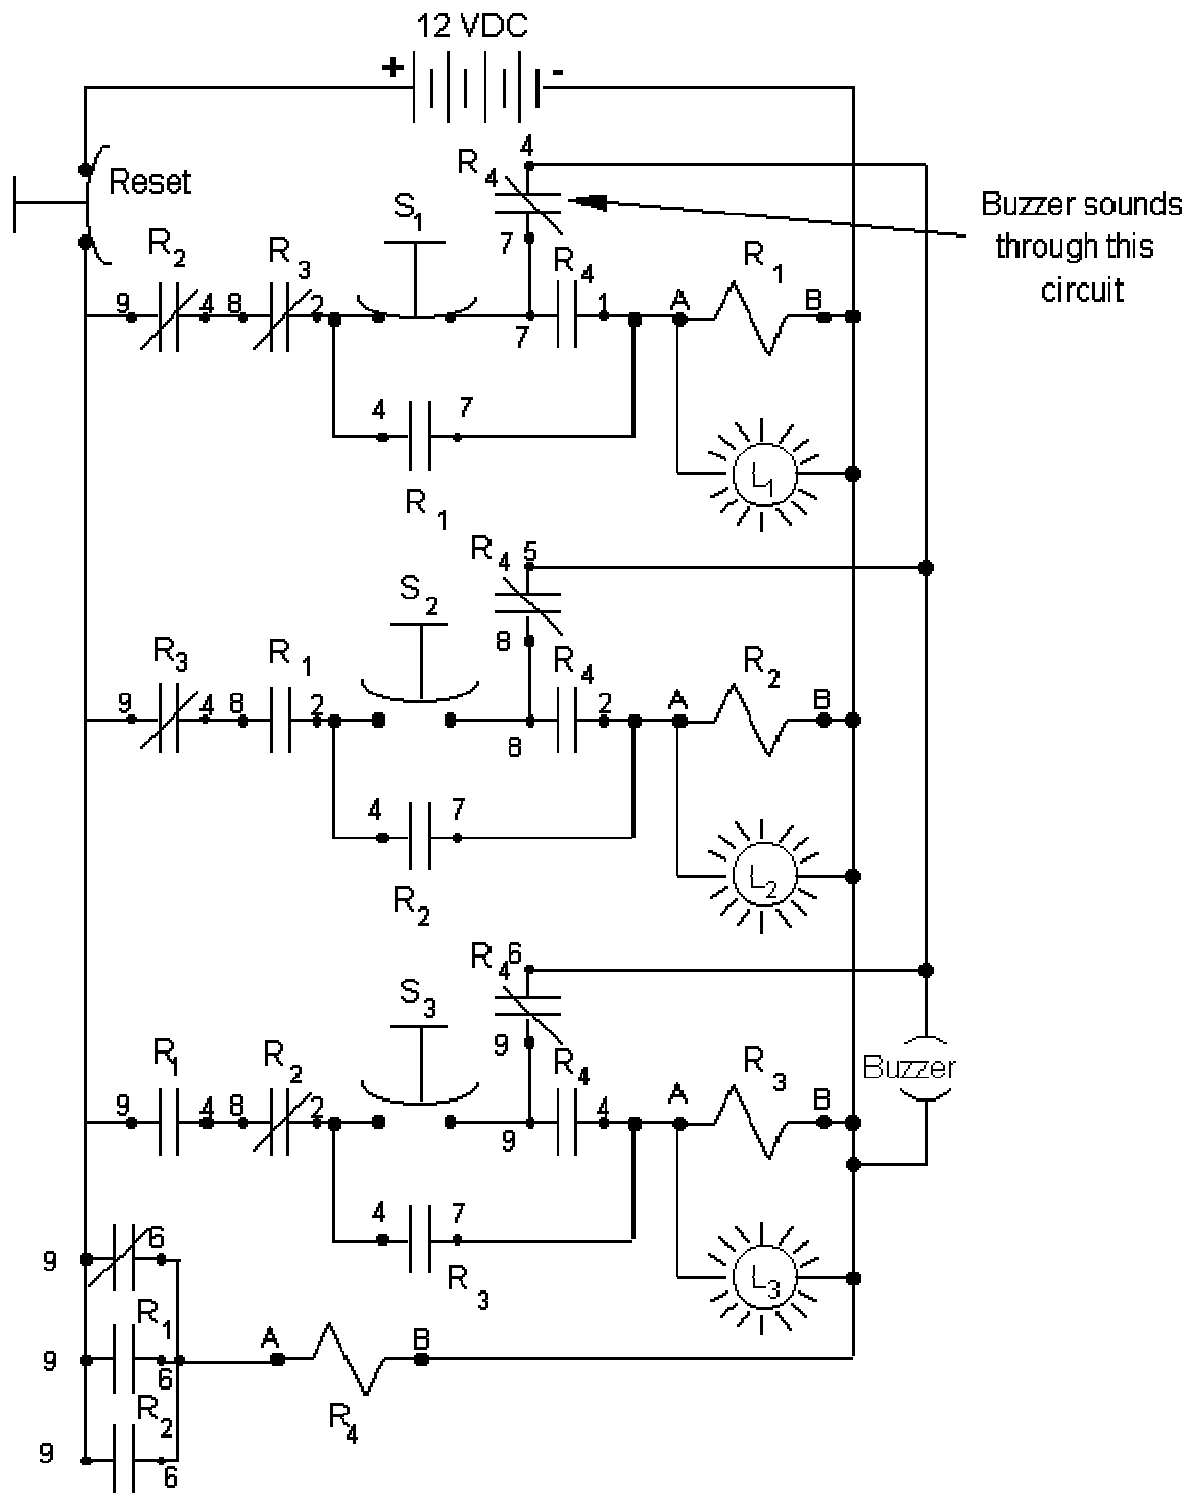 12 VDC
+ -
4
R4
Reset
Buzzer sounds
through this
circuit
S1
R2
R3
7
R4
R1
9 4 8 2 1 A B
7
4 7
L1
R1
R4 5
S2
8
R3 R1 R4 R2
9 4 8 2 2 A B
8
4 7
L2
R2
R4 6
S3
9
R1 R2 R4 R3
Buzzer
9 4 8 2 4 A B
9
4 7
9 6
L3
R3
R1
A B
9 6
R2
R4
9 6